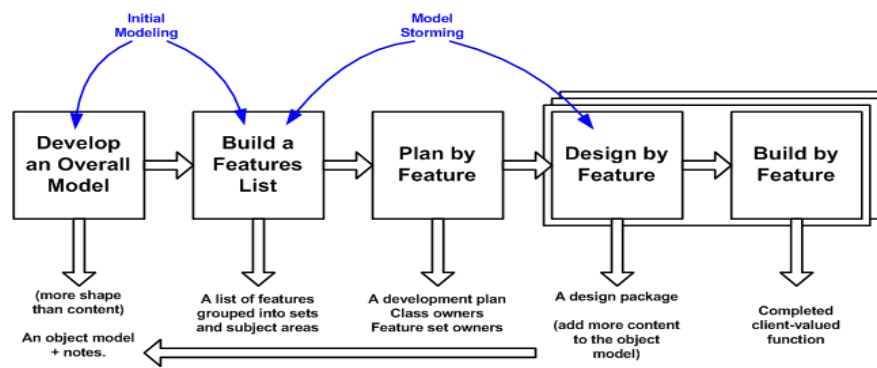 Initial
Modeling
Model
Storming
Develop
an Overall
Model
Build a
Features
List
Plan by
Feature
Design by
Feature
Build by
Feature
(more shape
than content)
An object model
+ notes.
A list of features
grouped into sets
and subject areas
A development plan
Class owners
Feature set owners
A design package
(add more content
to the object
model)
Completed
client-valued
function